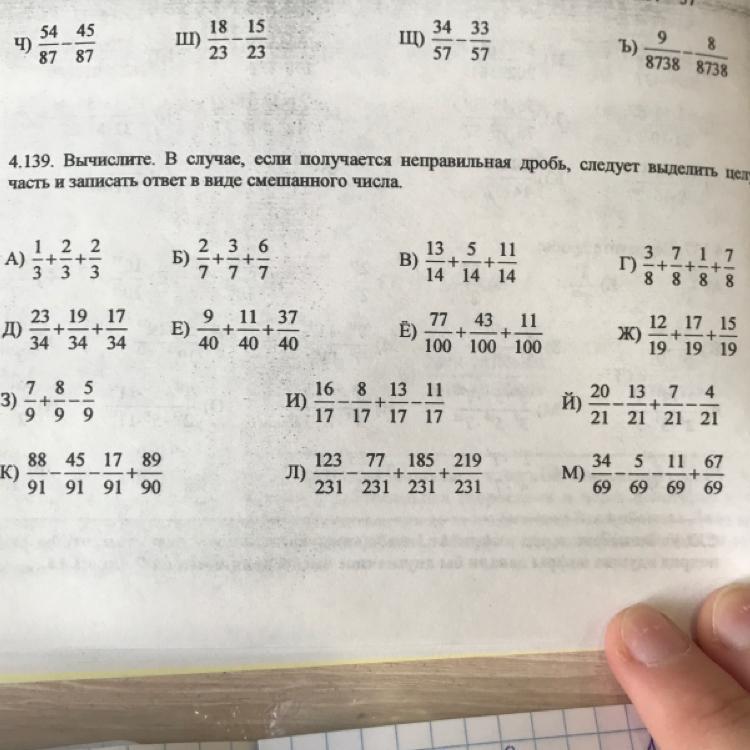 Ч) 54/87 − 45/87 Ш) 18/23 − 15/23 Щ) 34/57 − 33/57 Ъ) 9/8738 − 8/8738
4.139. Вычислите. В случае, если получается неправильная дробь, следует выделить
часть и записать ответ в виде смешанного числа.
А) 1/3 + 2/3 + 2/3 Б) 2/7 + 3/7 + 6/7 В) 13/14 + 5/14 + 11/14 Г) 3/8 + 7/8 + 1/8 + 7/8
Д) 23/34 + 19/34 + 17/34 Е) 9/40 + 11/40 + 37/40 Ё) 77/100 + 43/100 + 11/100 Ж) 12/19 + 17/19 + 15/19
З) 7/9 + 8/9 − 5/9 И) 16/17 − 8/17 + 13/17 − 11/17 Й) 20/21 − 13/21 + 7/21 − 4/21
К) 88/91 − 45/91 − 17/91 + 89/90 Л) 123/231 − 77/231 + 185/231 + 219/231 М) 34/69 − 5/69 − 11/69 + 67/69